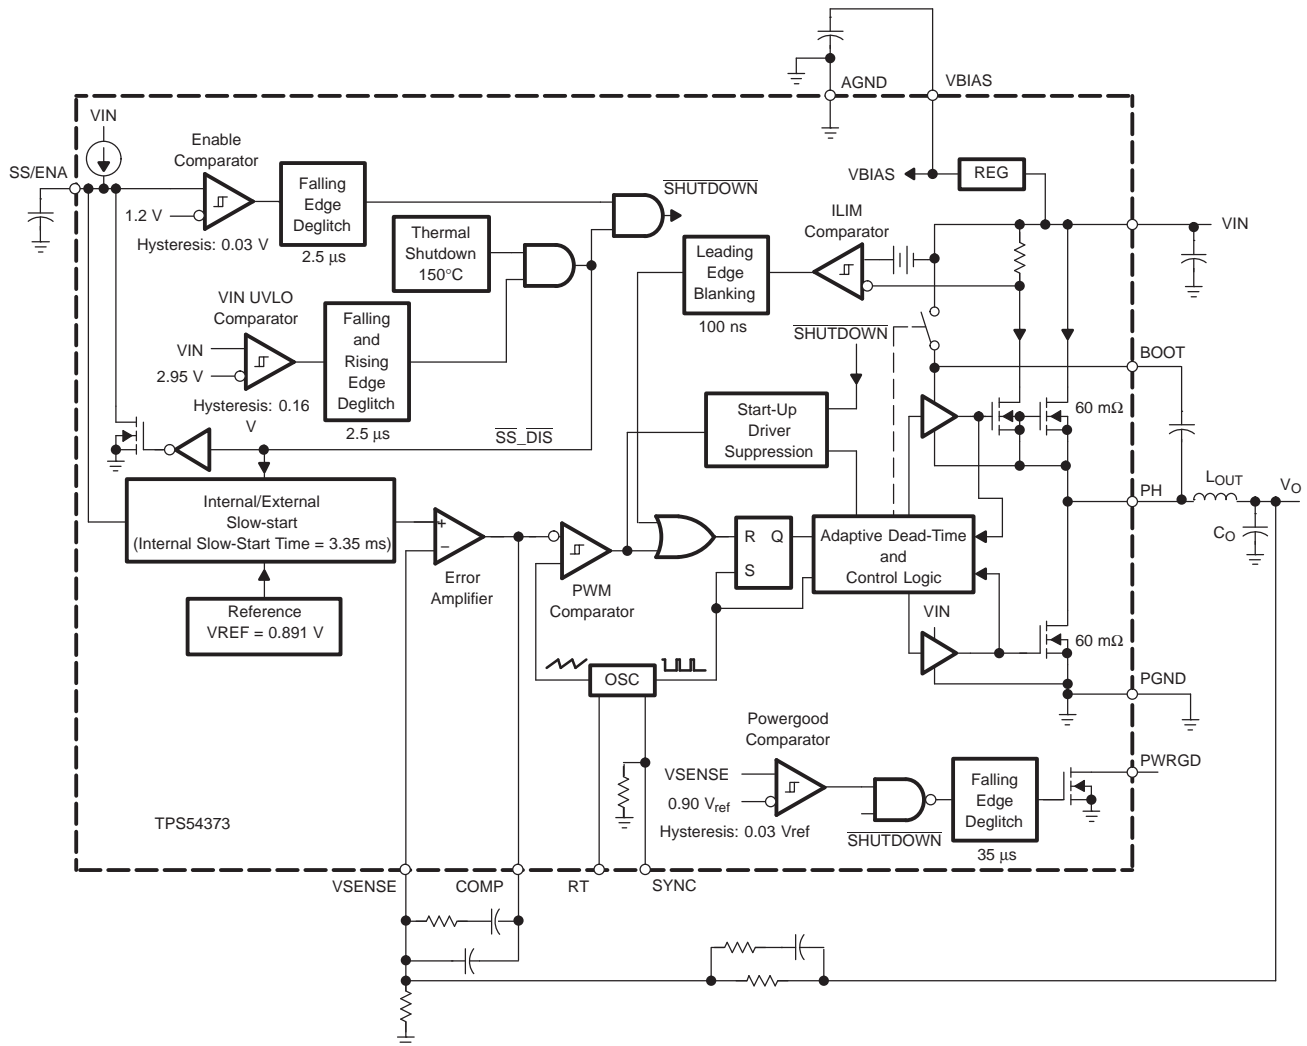 AGND
VBIAS
VIN
Enable
Comparator
SS/ENA
1.2 V
Hysteresis: 0.03 V
Falling
Edge
Deglitch
2.5 μs
SHUTDOWN
VBIAS
REG
Thermal
Shutdown
150°C
ILIM
Comparator
Leading
Edge
Blanking
100 ns
VIN
VIN UVLO
Comparator
VIN
2.95 V
Hysteresis: 0.16
V
Falling
and
Rising
Edge
Deglitch
2.5 μs
SHUTDOWN
BOOT
Start-Up
Driver
Suppression
60 mΩ
SS_DIS
Internal/External
Slow-start
(Internal Slow-Start Time = 3.35 ms)
PH
LOUT
VO
CO
+
−
Error
Amplifier
PWM
Comparator
R Q
S
Adaptive Dead-Time
and
Control Logic
Reference
VREF = 0.891 V
VIN
60 mΩ
OSC
PGND
Powergood
Comparator
VSENSE
0.90 Vref
Hysteresis: 0.03 Vref
SHUTDOWN
Falling
Edge
Deglitch
35 μs
PWRGD
TPS54373
VSENSE
COMP
RT
SYNC